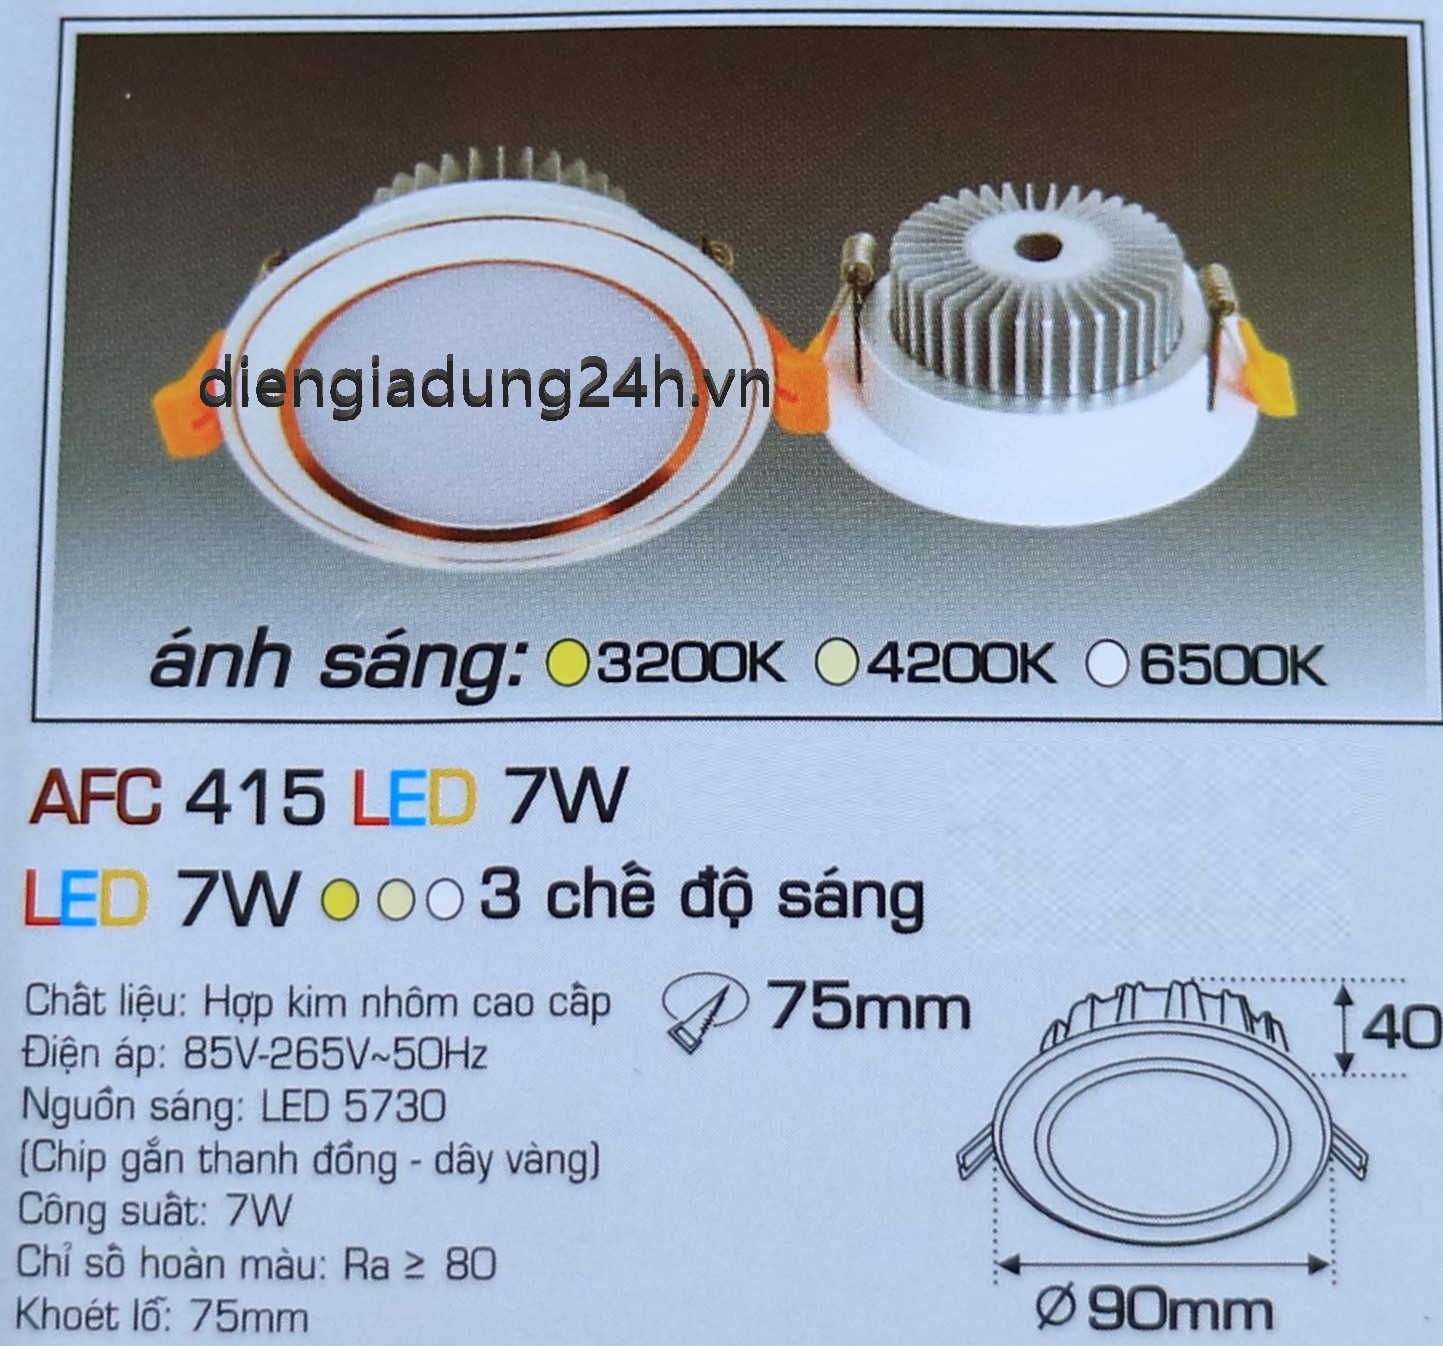 diengiadung24h.vn
ánh sáng: 3200K 4200K 6500K
AFC 415 LED 7W
LED 7W 3 chế độ sáng
Chất liệu: Hợp kim nhôm cao cấp
75mm
40
Điện áp: 85V-265V~50Hz
Nguồn sáng: LED 5730
(Chip gắn thanh đồng - dây vàng)
Công suất: 7W
Chỉ số hoàn màu: Ra ≥ 80
Khoét lỗ: 75mm
Ø 90mm